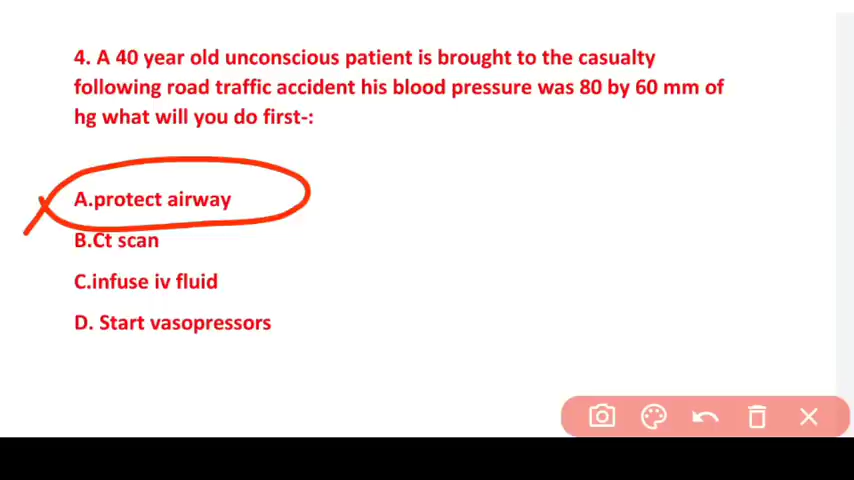 4. A 40 year old unconscious patient is brought to the casualty
following road traffic accident his blood pressure was 80 by 60 mm of
hg what will you do first-:
A.protect airway
B.Ct scan
C.infuse iv fluid
D. Start vasopressors